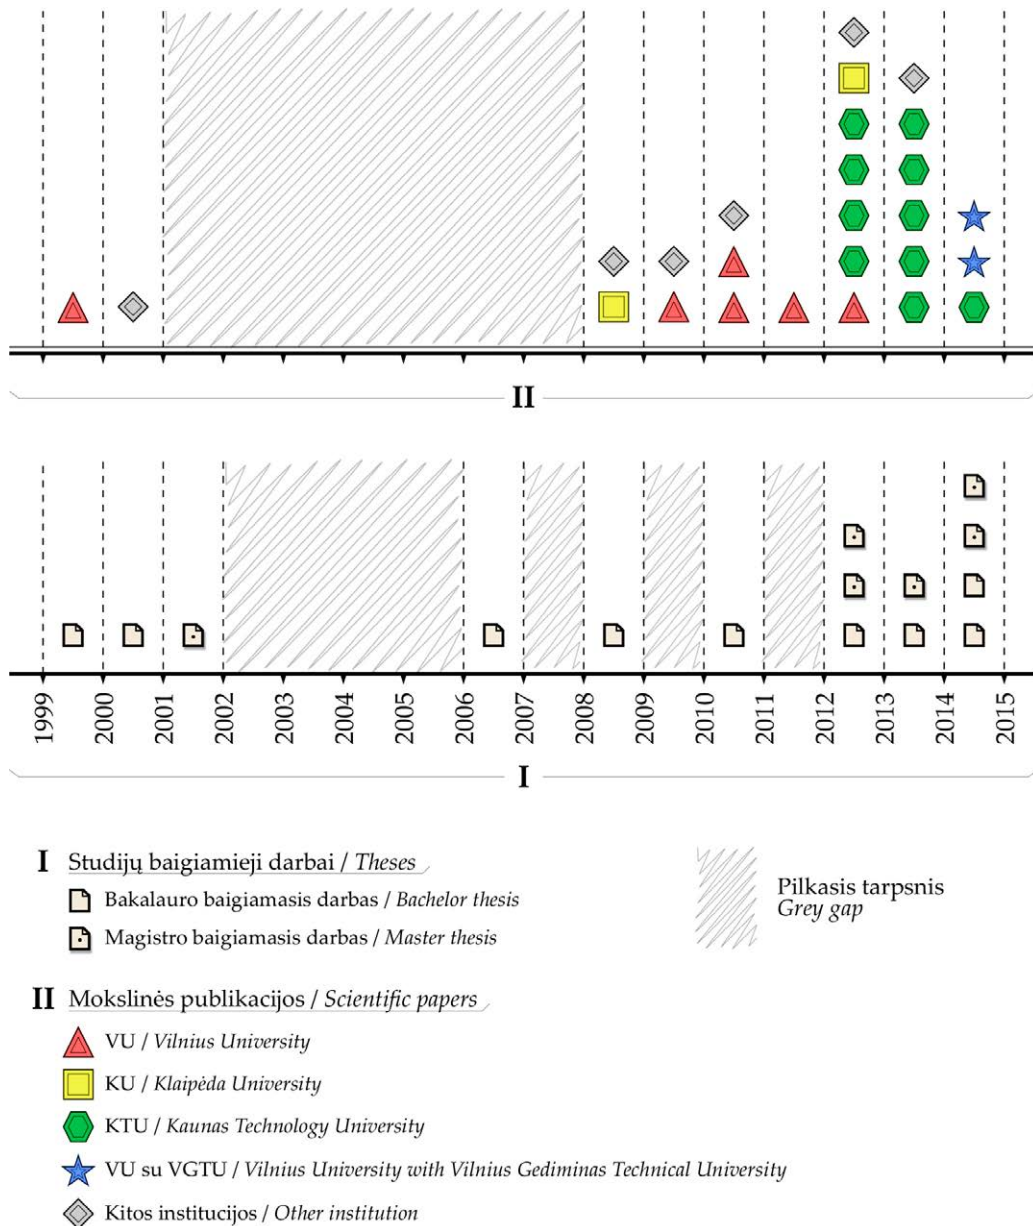 II
1999
2000
2001
2002
2003
2004
2005
2006
2007
2008
2009
2010
2011
2012
2013
2014
2015
I
I Studijų baigiamieji darbai / Theses
Bakalauro baigiamasis darbas / Bachelor thesis
Magistro baigiamasis darbas / Master thesis
Pilkasis tarpsnis
Grey gap
II Mokslinės publikacijos / Scientific papers
VU / Vilnius University
KU / Klaipėda University
KTU / Kaunas Technology University
VU su VGTU / Vilnius University with Vilnius Gediminas Technical University
Kitos institucijos / Other institution